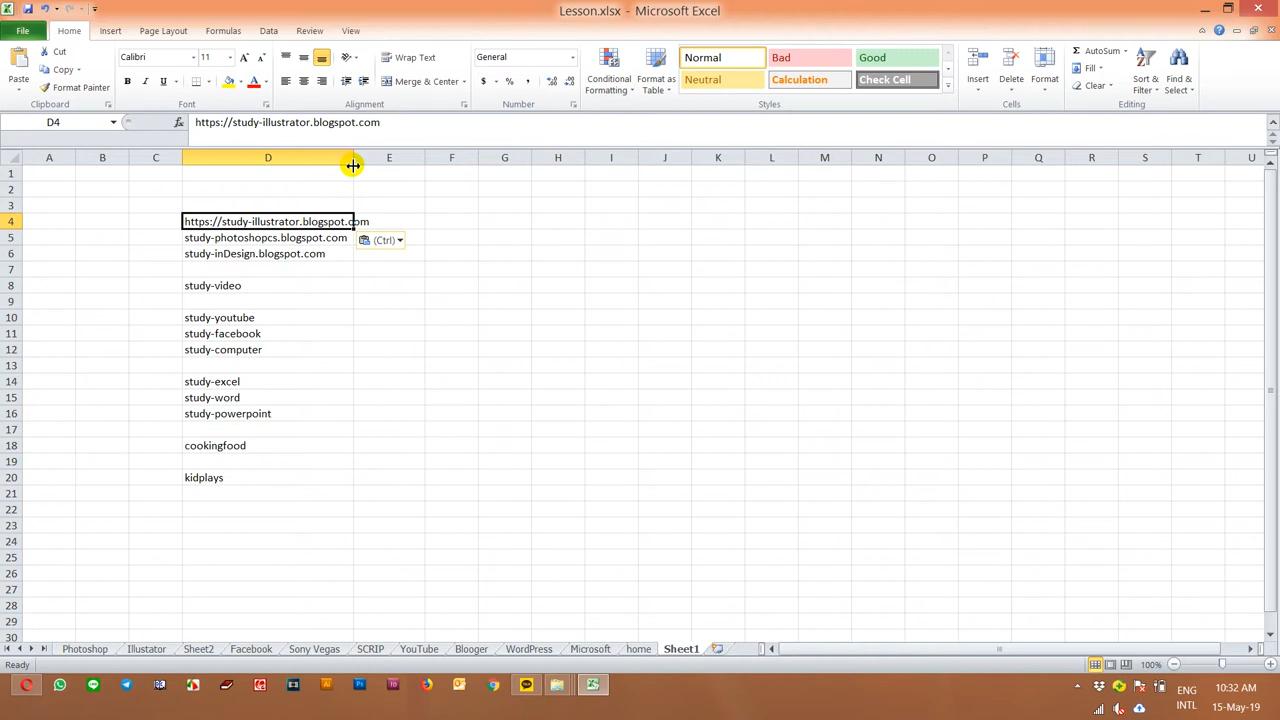 Lesson.xlsx - Microsoft Excel
File Home Insert Page Layout Formulas Data Review View
Cut
Copy
Format Painter
Paste
Clipboard
Calibri 11
B I U
Font
Wrap Text
Merge & Center
Alignment
General
$ % ,
Number
Conditional Formatting
Format as Table
Normal Bad Good
Neutral Calculation Check Cell
Styles
Insert Delete Format
Cells
AutoSum
Fill
Clear
Sort & Filter
Find & Select
Editing
D4 fx https://study-illustrator.blogspot.com
A B C D E F G H I J K L M N O P Q R S T U
1
2
3
4 https://study-illustrator.blogspot.com
5 study-photoshopcs.blogspot.com (Ctrl)
6 study-inDesign.blogspot.com
7
8 study-video
9
10 study-youtube
11 study-facebook
12 study-computer
13
14 study-excel
15 study-word
16 study-powerpoint
17
18 cookingfood
19
20 kidplays
21
22
23
24
25
26
27
28
29
30
Photoshop Illustator Sheet2 Facebook Sony Vegas SCRIP YouTube Blooger WordPress Microsoft home Sheet1
Ready 100%
ENG 10:32 AM
INTL 15-May-19